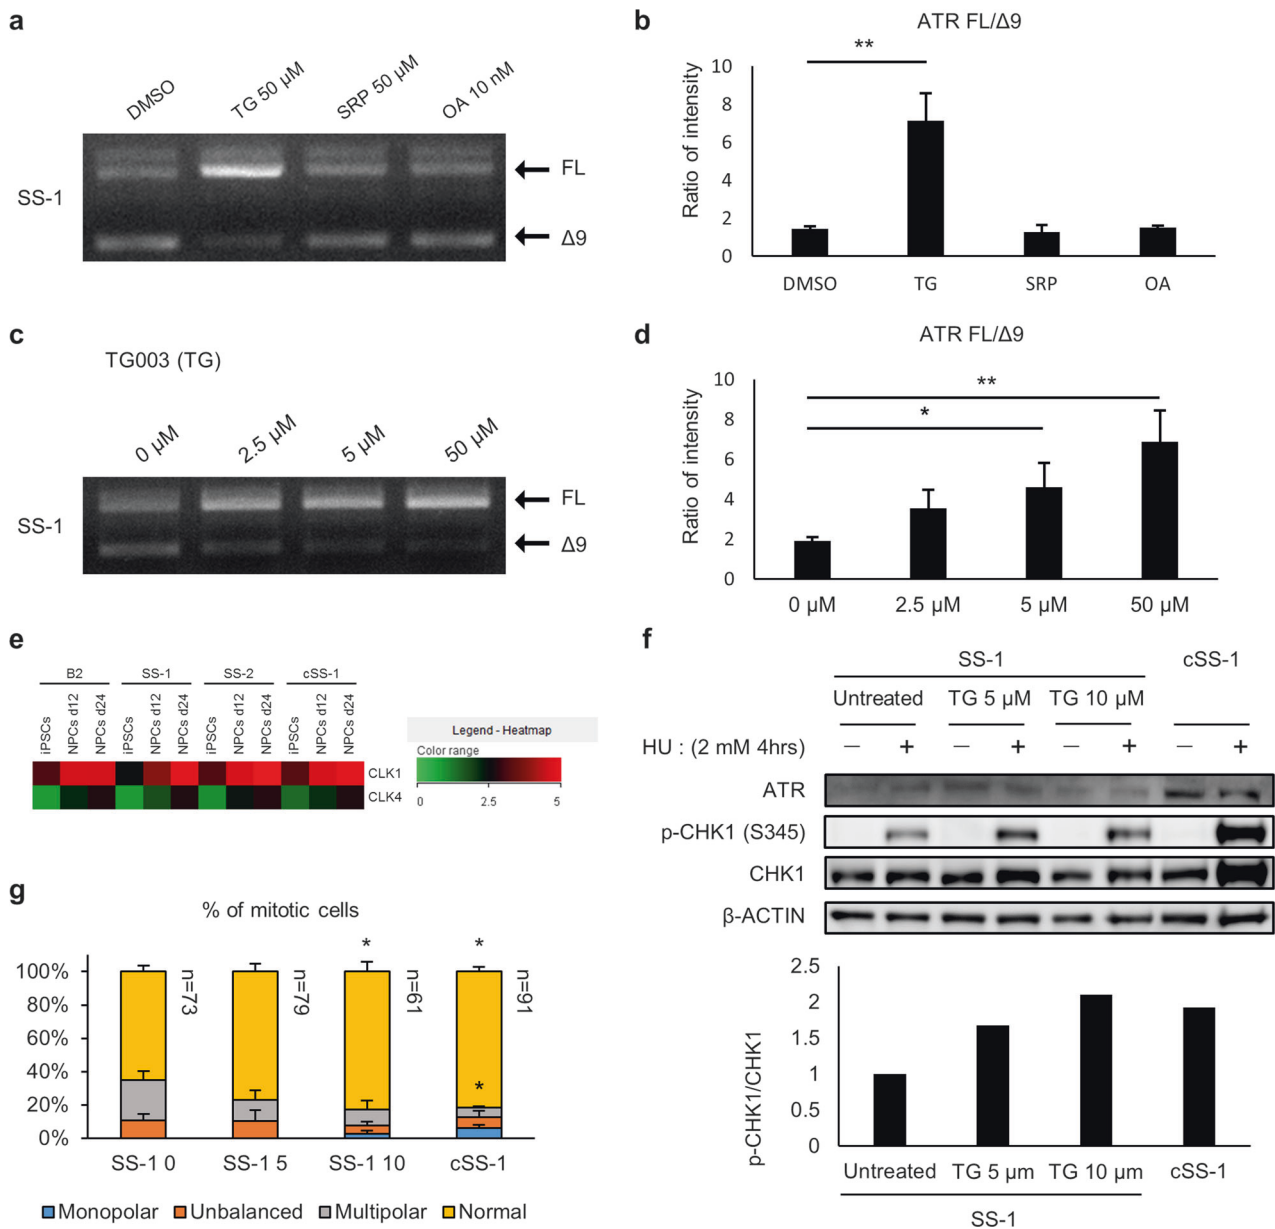 a
DMSO
TG 50 µM
SRP 50 µM
OA 10 nM
SS-1
FL
Δ9
b
ATR FL/Δ9
**
Ratio of intensity
10
8
6
4
2
0
DMSO
TG
SRP
OA
c
TG003 (TG)
0 µM
2.5 µM
5 µM
50 µM
SS-1
FL
Δ9
d
ATR FL/Δ9
**
*
Ratio of intensity
10
8
6
4
2
0
0 µM
2.5 µM
5 µM
50 µM
e
B2
SS-1
SS-2
cSS-1
iPSCs
NPCs d12
NPCs d24
iPSCs
NPCs d12
NPCs d24
iPSCs
NPCs d12
NPCs d24
iPSCs
NPCs d12
NPCs d24
CLK1
CLK4
Legend - Heatmap
Color range
0
2.5
5
f
SS-1
cSS-1
Untreated
TG 5 µM
TG 10 µM
HU : (2 mM 4hrs)
− + − + − + − +
ATR
p-CHK1 (S345)
CHK1
β-ACTIN
p-CHK1/CHK1
2.5
2
1.5
1
0.5
0
Untreated
TG 5 µm
TG 10 µm
cSS-1
SS-1
g
% of mitotic cells
100%
80%
60%
40%
20%
0%
n=73
n=79
*
n=61
*
*
n=91
SS-1 0
SS-1 5
SS-1 10
cSS-1
Monopolar
Unbalanced
Multipolar
Normal